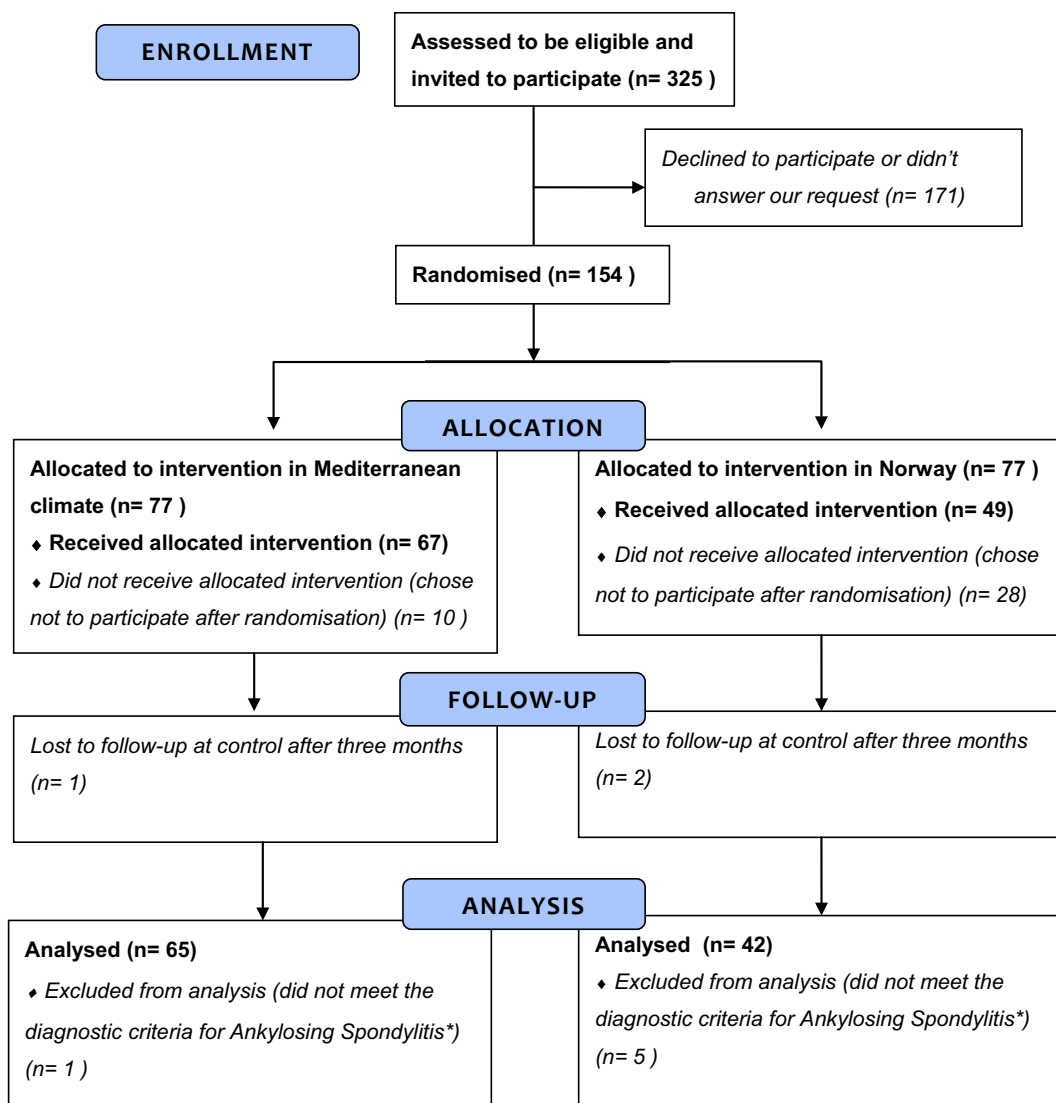 ENROLLMENT
Assessed to be eligible and
invited to participate (n= 325 )
Declined to participate or didn't
answer our request (n= 171)
Randomised (n= 154 )
ALLOCATION
Allocated to intervention in Mediterranean
climate (n= 77 )
♦ Received allocated intervention (n= 67)
♦ Did not receive allocated intervention (chose
not to participate after randomisation) (n= 10 )
Allocated to intervention in Norway (n= 77 )
♦ Received allocated intervention (n= 49)
♦ Did not receive allocated intervention (chose
not to participate after randomisation) (n= 28)
FOLLOW-UP
Lost to follow-up at control after three months
(n= 1)
Lost to follow-up at control after three months
(n= 2)
ANALYSIS
Analysed (n= 65)
♦ Excluded from analysis (did not meet the
diagnostic criteria for Ankylosing Spondylitis*)
(n= 1 )
Analysed (n= 42)
♦ Excluded from analysis (did not meet the
diagnostic criteria for Ankylosing Spondylitis*)
(n= 5 )